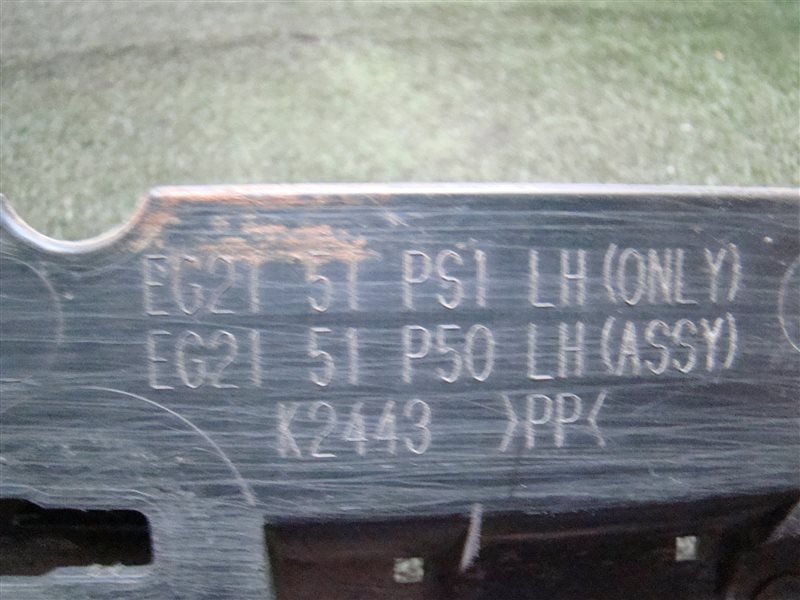 EG21 51 PS1 LH(ONLY)
EG21 51 P50 LH(ASSY)
K2443 >PP<